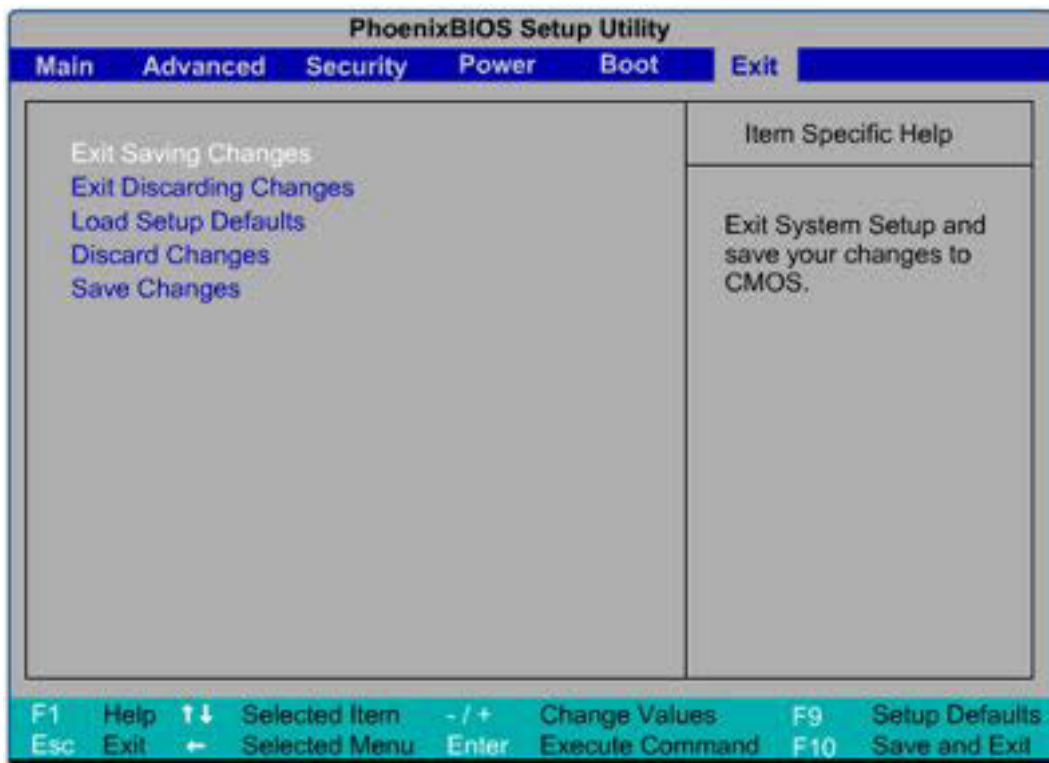 PhoenixBIOS Setup Utility
Main Advanced Security Power Boot Exit
Exit Saving Changes
Exit Discarding Changes
Load Setup Defaults
Discard Changes
Save Changes
Item Specific Help
Exit System Setup and
save your changes to
CMOS.
F1 Help ↑↓ Selected Item -/+ Change Values F9 Setup Defaults
Esc Exit ← Selected Menu Enter Execute Command F10 Save and Exit